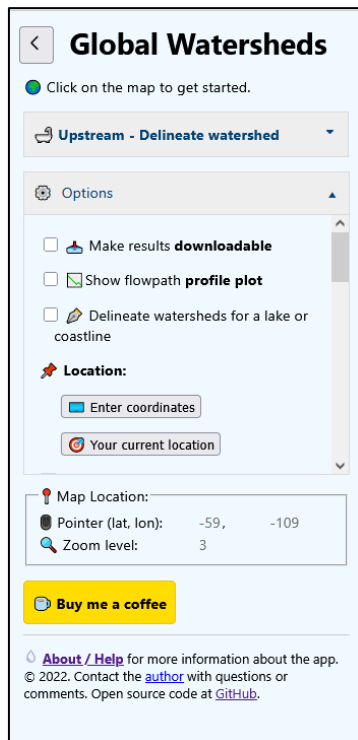 Global Watersheds
Click on the map to get started.
Upstream - Delineate watershed
Options
Make results downloadable
Show flowpath profile plot
Delineate watersheds for a lake or
coastline
Location:
Enter coordinates
Your current location
Map Location:
Pointer (lat, lon): -59, -109
Zoom level: 3
Buy me a coffee
About / Help for more information about the app.
© 2022. Contact the author with questions or
comments. Open source code at GitHub.